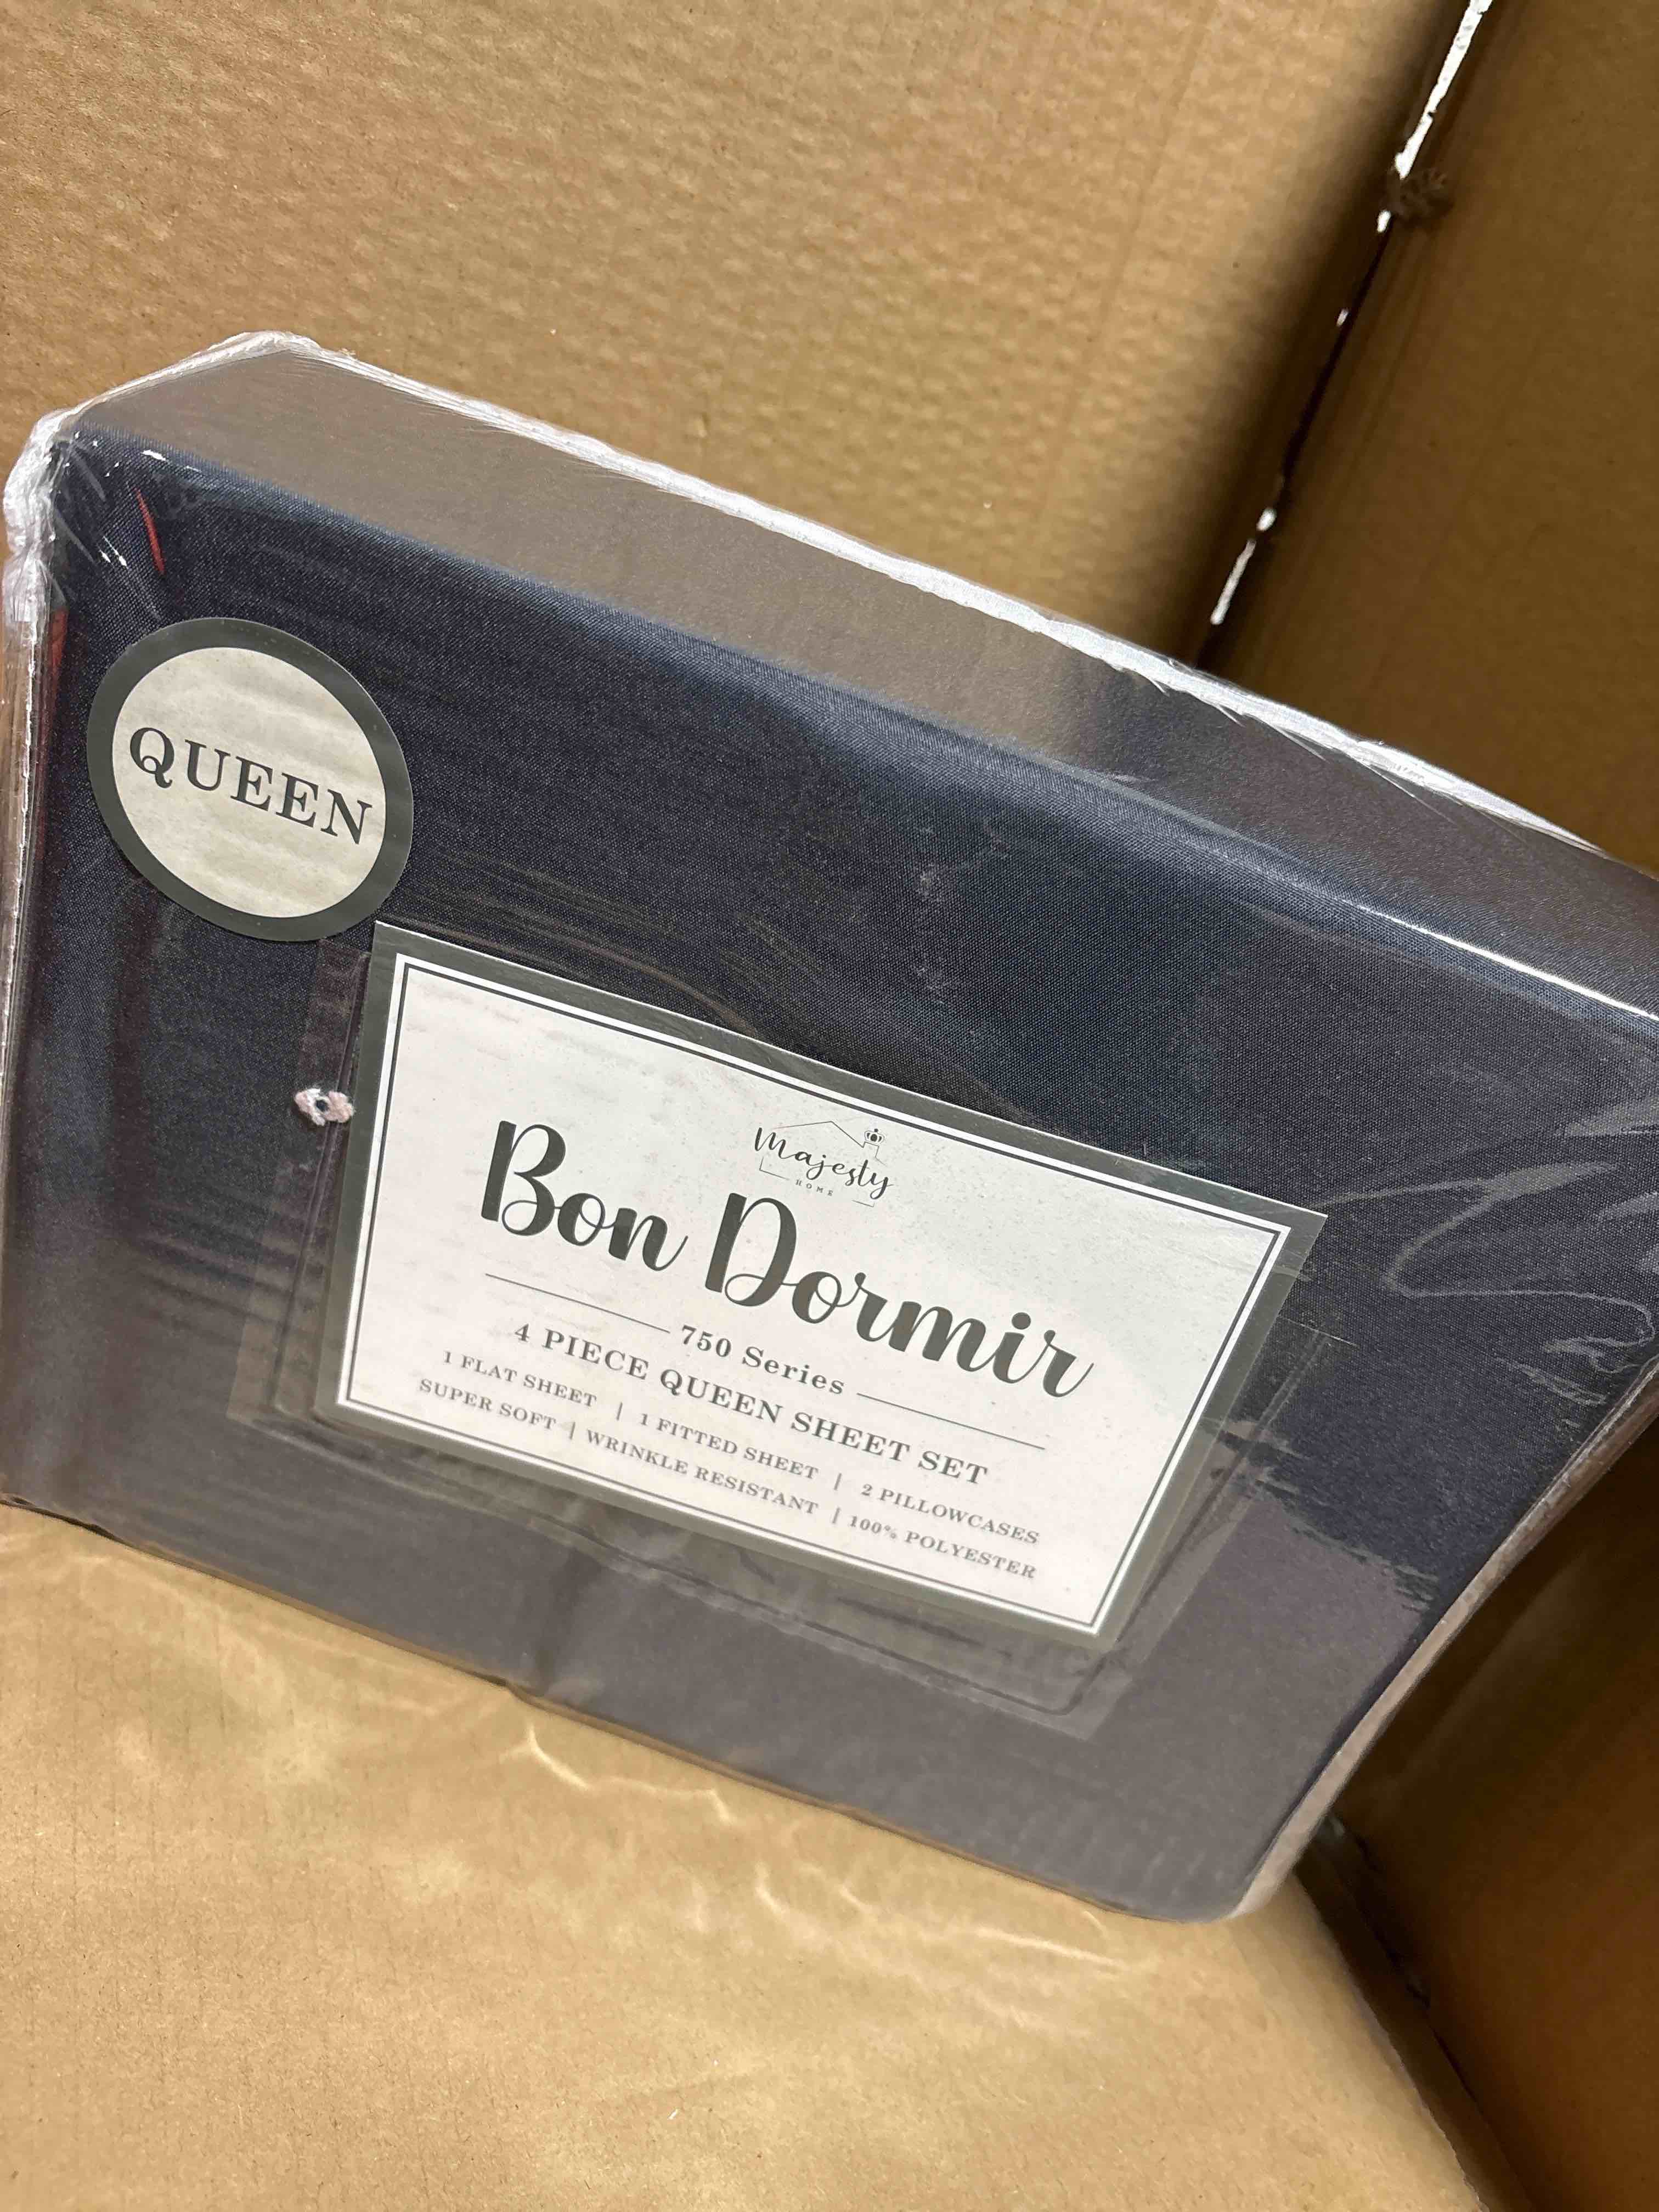 QUEEN
Majesty
HOME
Bon Dormir
750 Series
4 PIECE QUEEN SHEET SET
1 FLAT SHEET | 1 FITTED SHEET | 2 PILLOWCASES
SUPER SOFT | WRINKLE RESISTANT | 100% POLYESTER